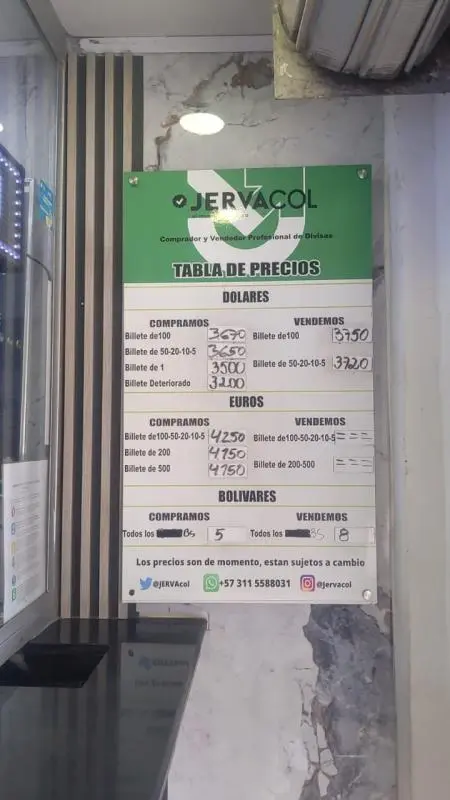 JERVACOL
Comprador y Vendedor Profesional de Divisas
TABLA DE PRECIOS
DOLARES
COMPRAMOS VENDEMOS
Billete de100 3670 Billete de100 3750
Billete de 50-20-10-5 3650 Billete de 50-20-10-5 3720
Billete de 1 3500
Billete Deteriorado 3200
EUROS
COMPRAMOS VENDEMOS
Billete de100-50-20-10-5 4250 Billete de100-50-20-10-5
Billete de 200 4150 Billete de 200-500
Billete de 500 4150
BOLIVARES
COMPRAMOS VENDEMOS
Todos los BS 5 Todos los BS 8
Los precios son de momento, estan sujetos a cambio
@JERVAcol +57 311 5588031 @Jervacol